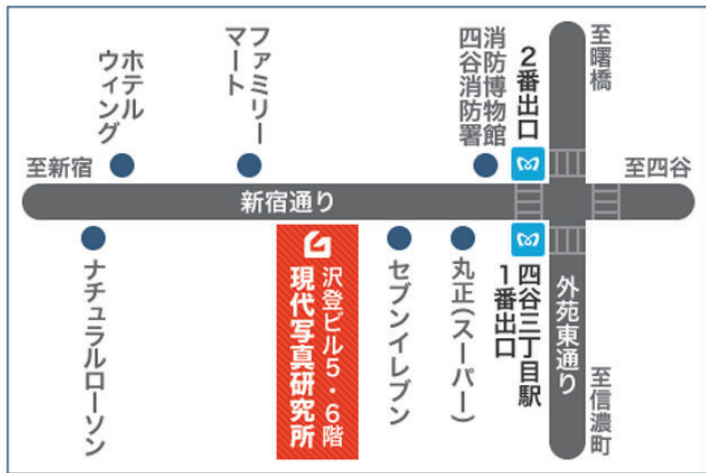 ホテル
ウィング
ファミリー
マート
消防博物館
四谷消防署
2番出口
至曙橋
至新宿
至四谷
新宿通り
ナチュラルローソン
沢登ビル5・6階
現代写真研究所
セブンイレブン
丸正(スーパー)
四谷三丁目駅
1番出口
外苑東通り
至信濃町